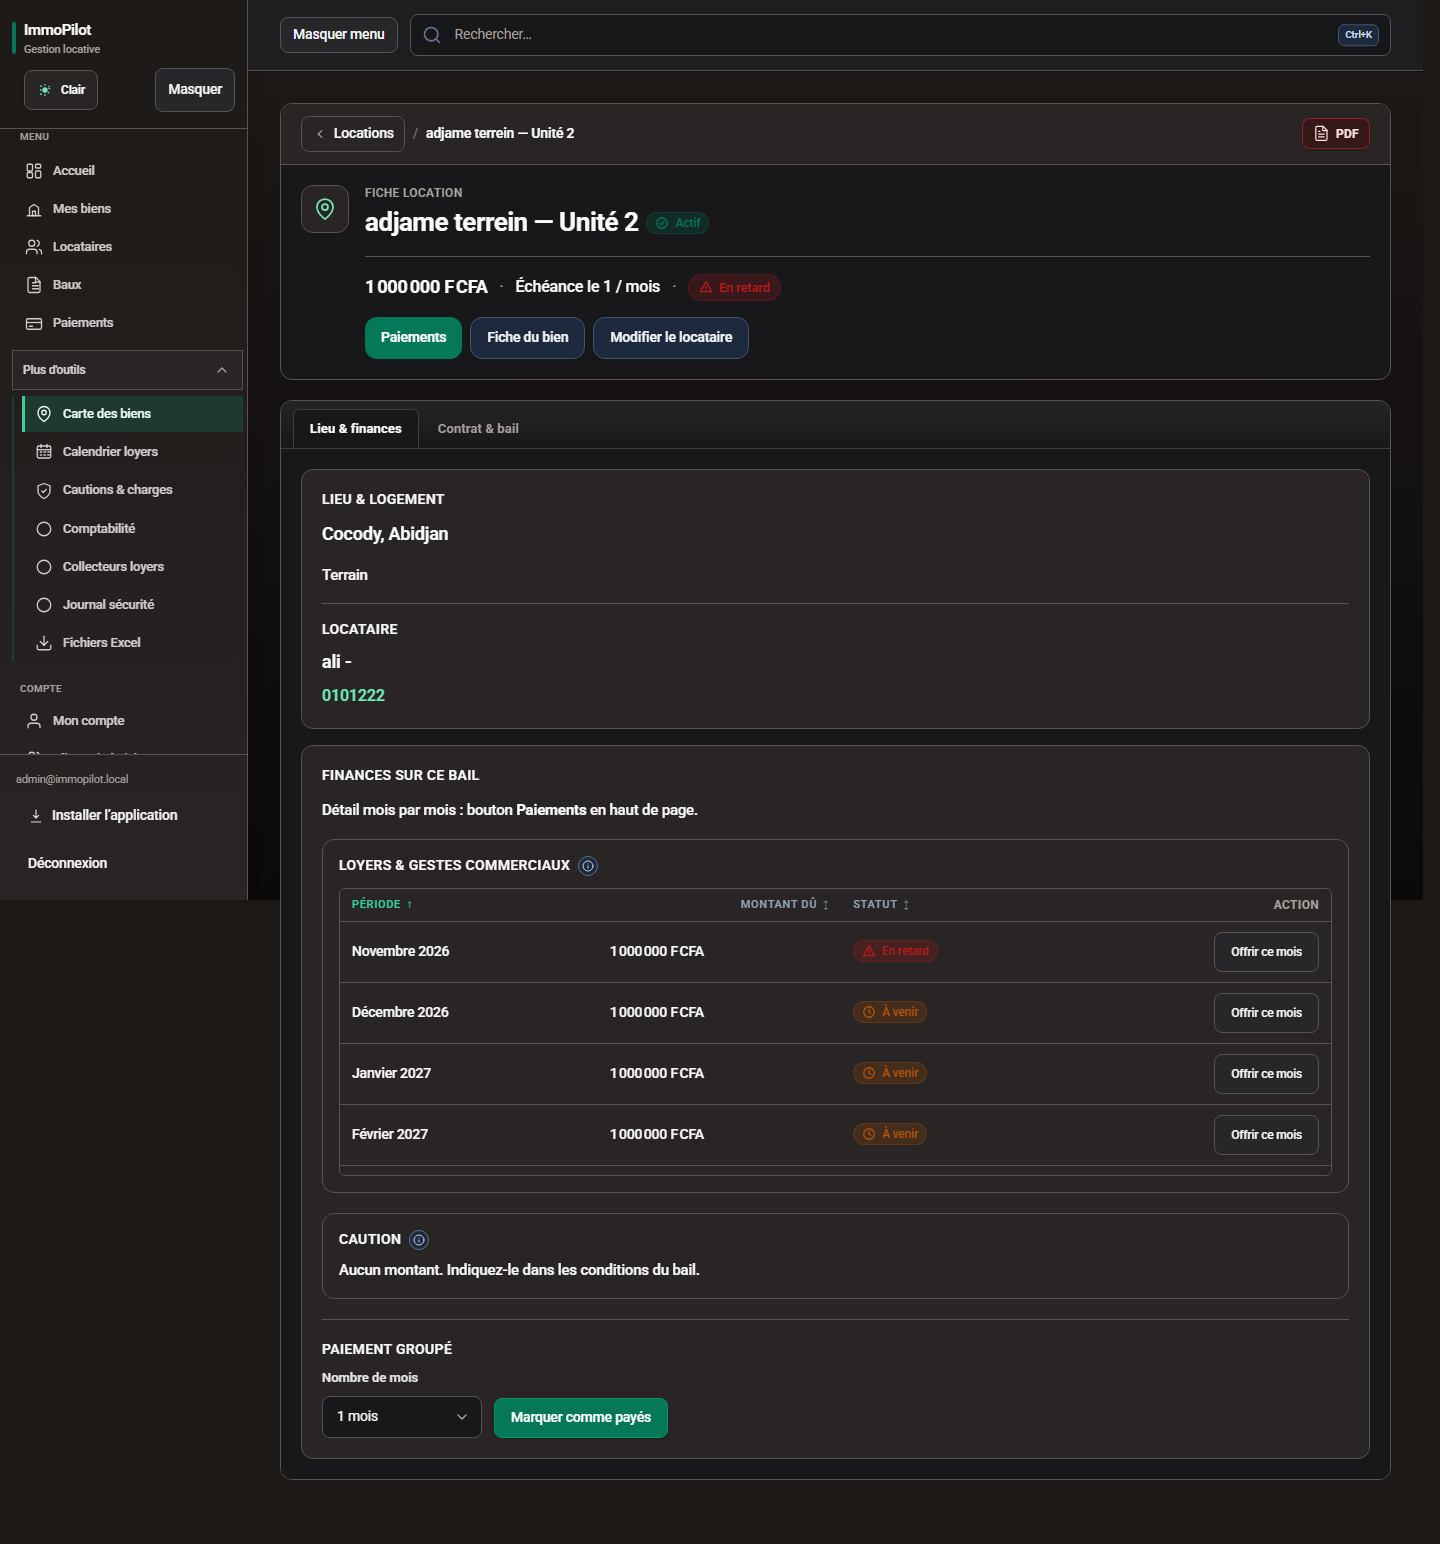 ImmoPilot
Gestion locative
Clair
Masquer
MENU
Accueil
Mes biens
Locataires
Baux
Paiements
Plus d'outils
Carte des biens
Calendrier loyers
Cautions & charges
Comptabilité
Collecteurs loyers
Journal sécurité
Fichiers Excel
COMPTE
Mon compte
admin@immopilot.local
Installer l'application
Déconnexion
Masquer menu
Rechercher...
Ctrl+K
Locations / adjame terrein — Unité 2
PDF
FICHE LOCATION
adjame terrein — Unité 2
Actif
1 000 000 F CFA · Échéance le 1 / mois · En retard
Paiements
Fiche du bien
Modifier le locataire
Lieu & finances
Contrat & bail
LIEU & LOGEMENT
Cocody, Abidjan
Terrain
LOCATAIRE
ali -
0101222
FINANCES SUR CE BAIL
Détail mois par mois : bouton Paiements en haut de page.
LOYERS & GESTES COMMERCIAUX
PÉRIODE ↑ MONTANT DÛ ↕ STATUT ↕ ACTION
Novembre 2026 1 000 000 F CFA En retard Offrir ce mois
Décembre 2026 1 000 000 F CFA À venir Offrir ce mois
Janvier 2027 1 000 000 F CFA À venir Offrir ce mois
Février 2027 1 000 000 F CFA À venir Offrir ce mois
CAUTION
Aucun montant. Indiquez-le dans les conditions du bail.
PAIEMENT GROUPÉ
Nombre de mois
1 mois
Marquer comme payés